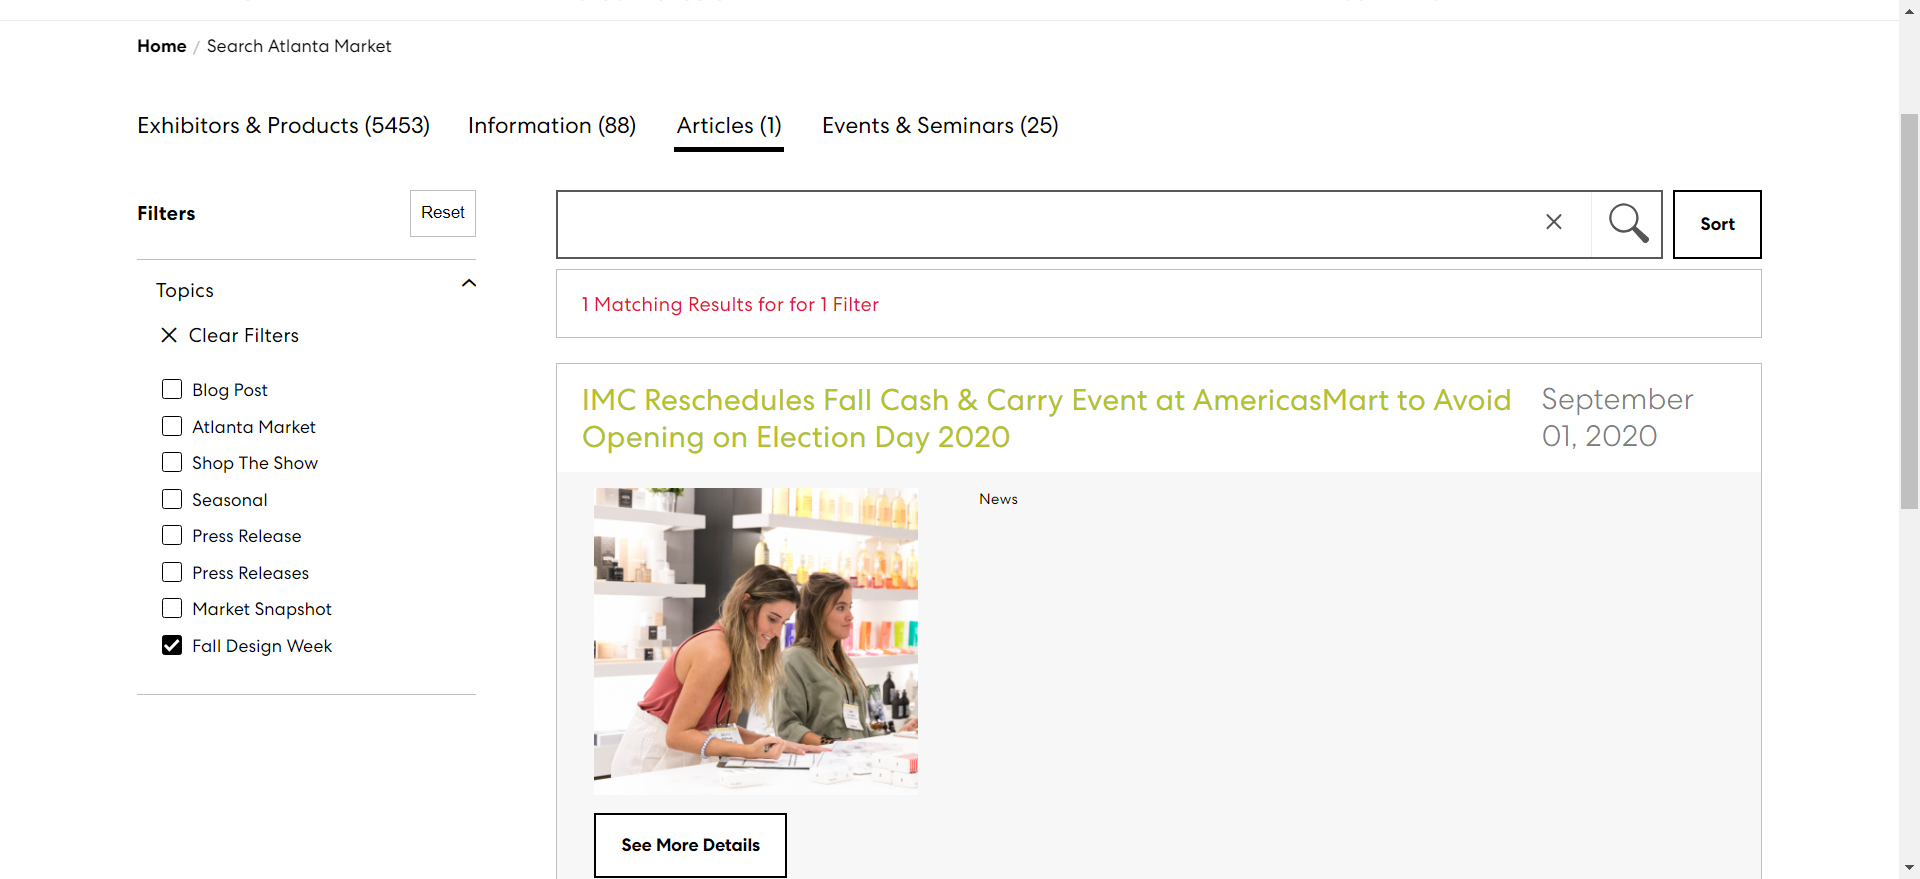 Home / Search Atlanta Market
Exhibitors & Products (5453) Information (88) Articles (1) Events & Seminars (25)
Filters
Reset
Sort
Topics
Clear Filters
Blog Post
Atlanta Market
Shop The Show
Seasonal
Press Release
Press Releases
Market Snapshot
Fall Design Week
1 Matching Results for for 1 Filter
IMC Reschedules Fall Cash & Carry Event at AmericasMart to Avoid
Opening on Election Day 2020
September
01, 2020
News
See More Details